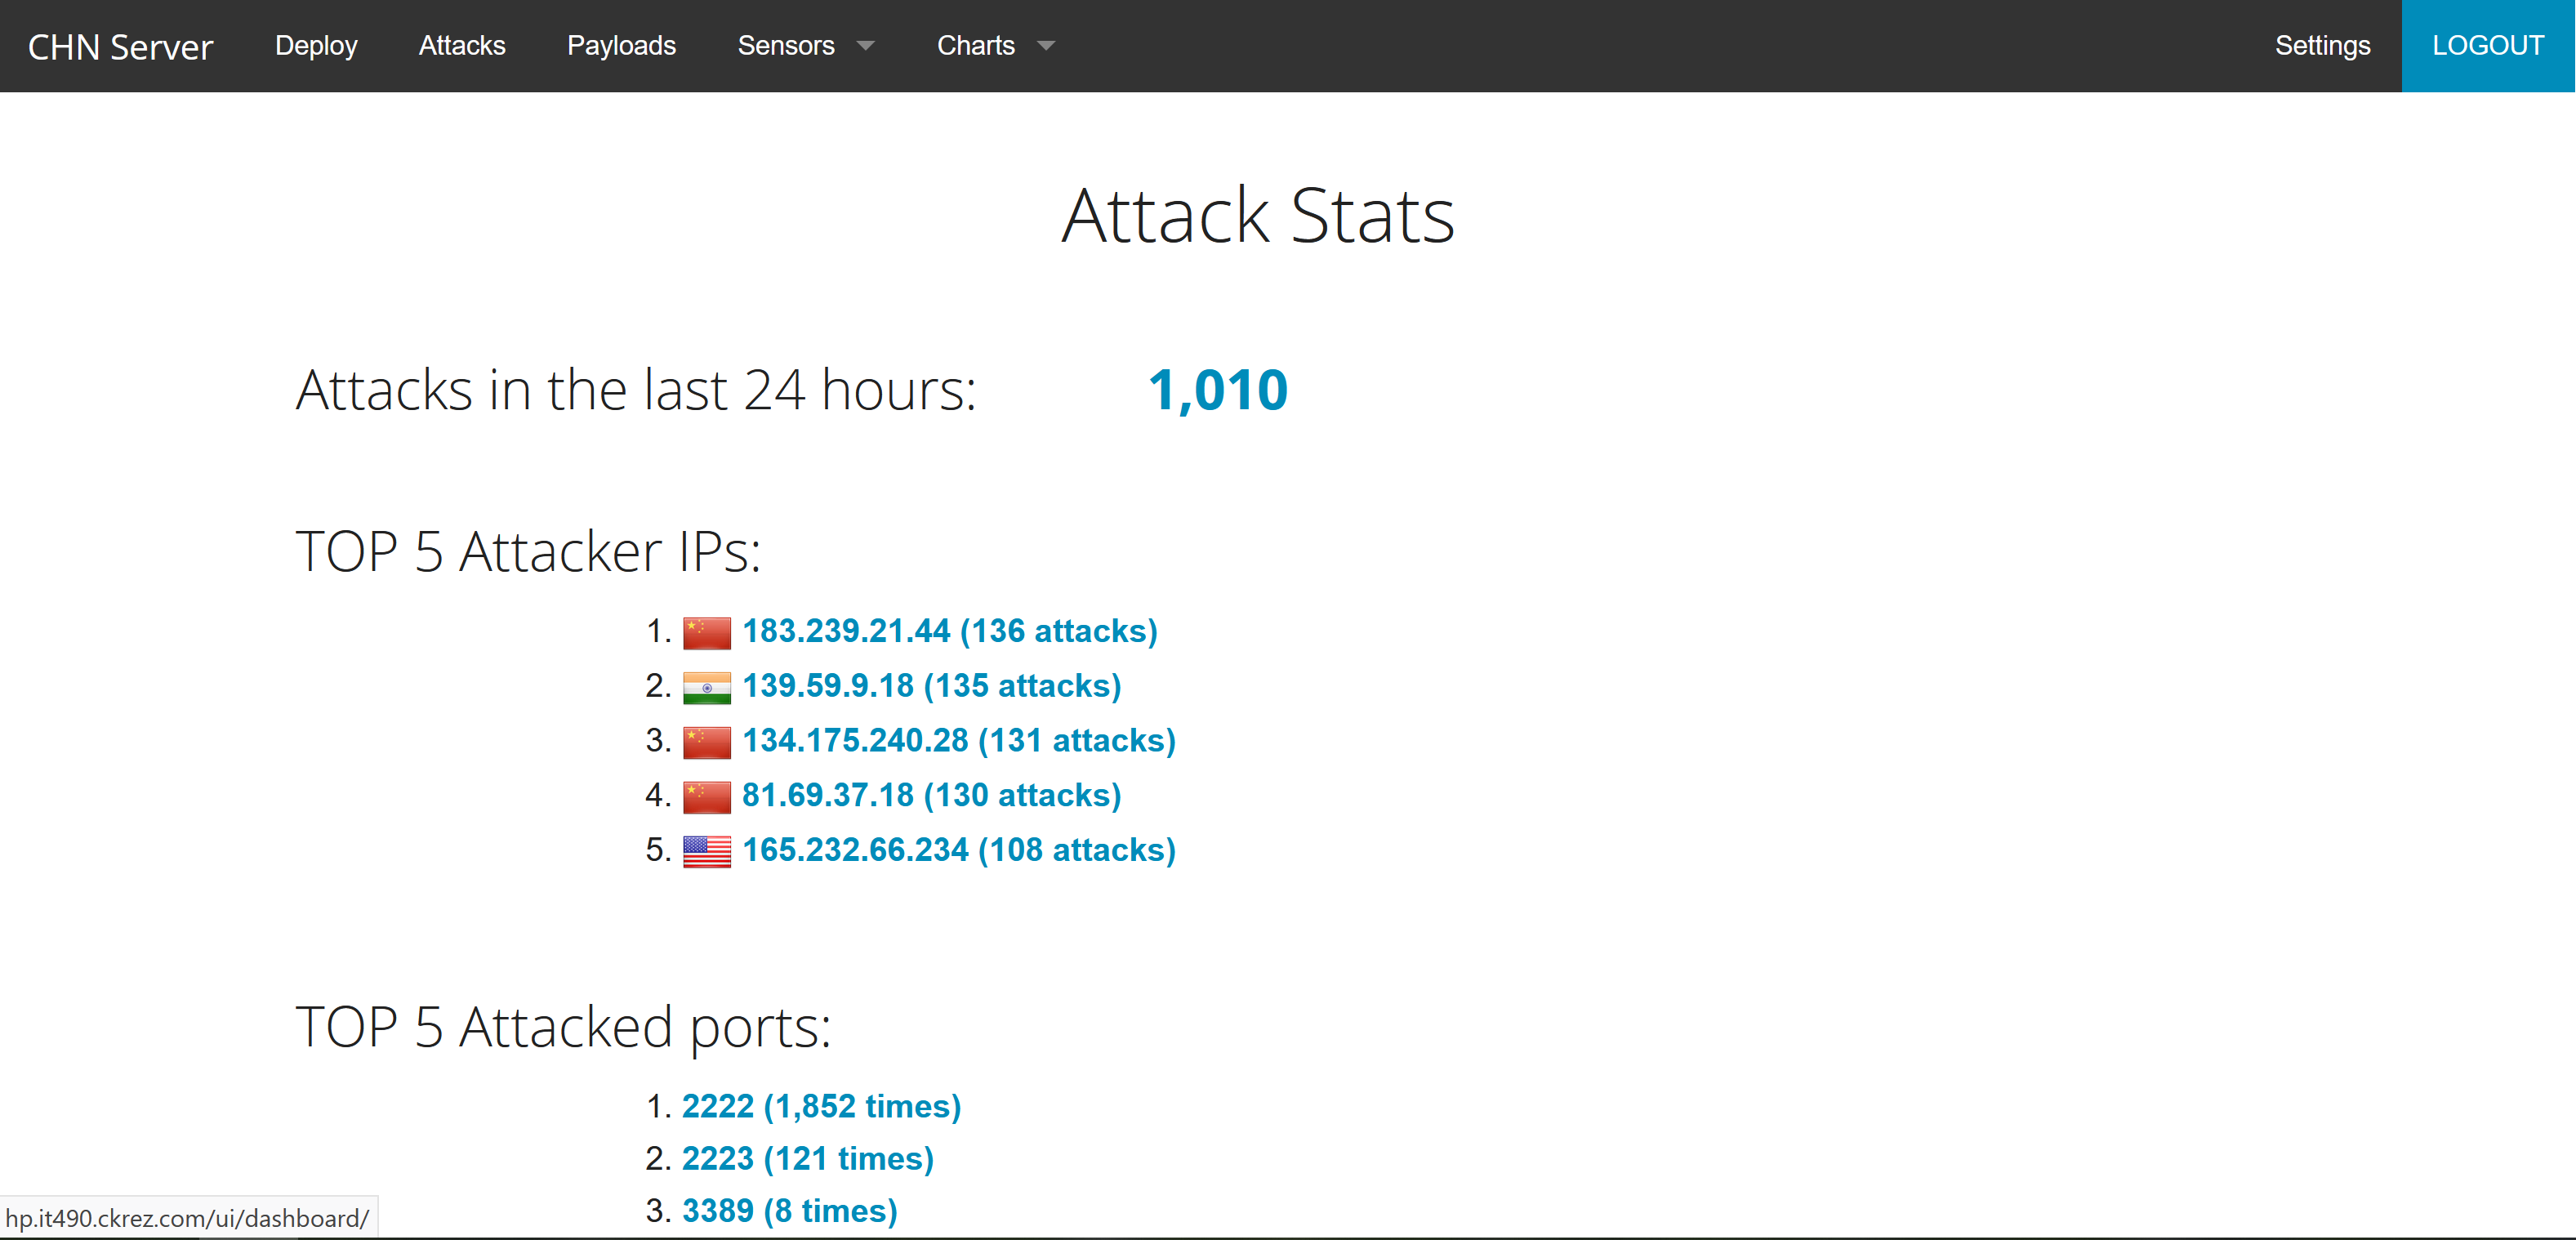 CHN Server Deploy Attacks Payloads Sensors Charts Settings LOGOUT
Attack Stats
Attacks in the last 24 hours: 1,010
TOP 5 Attacker IPs:
1. 183.239.21.44 (136 attacks)
2. 139.59.9.18 (135 attacks)
3. 134.175.240.28 (131 attacks)
4. 81.69.37.18 (130 attacks)
5. 165.232.66.234 (108 attacks)
TOP 5 Attacked ports:
1. 2222 (1,852 times)
2. 2223 (121 times)
3. 3389 (8 times)
hp.it490.ckrez.com/ui/dashboard/